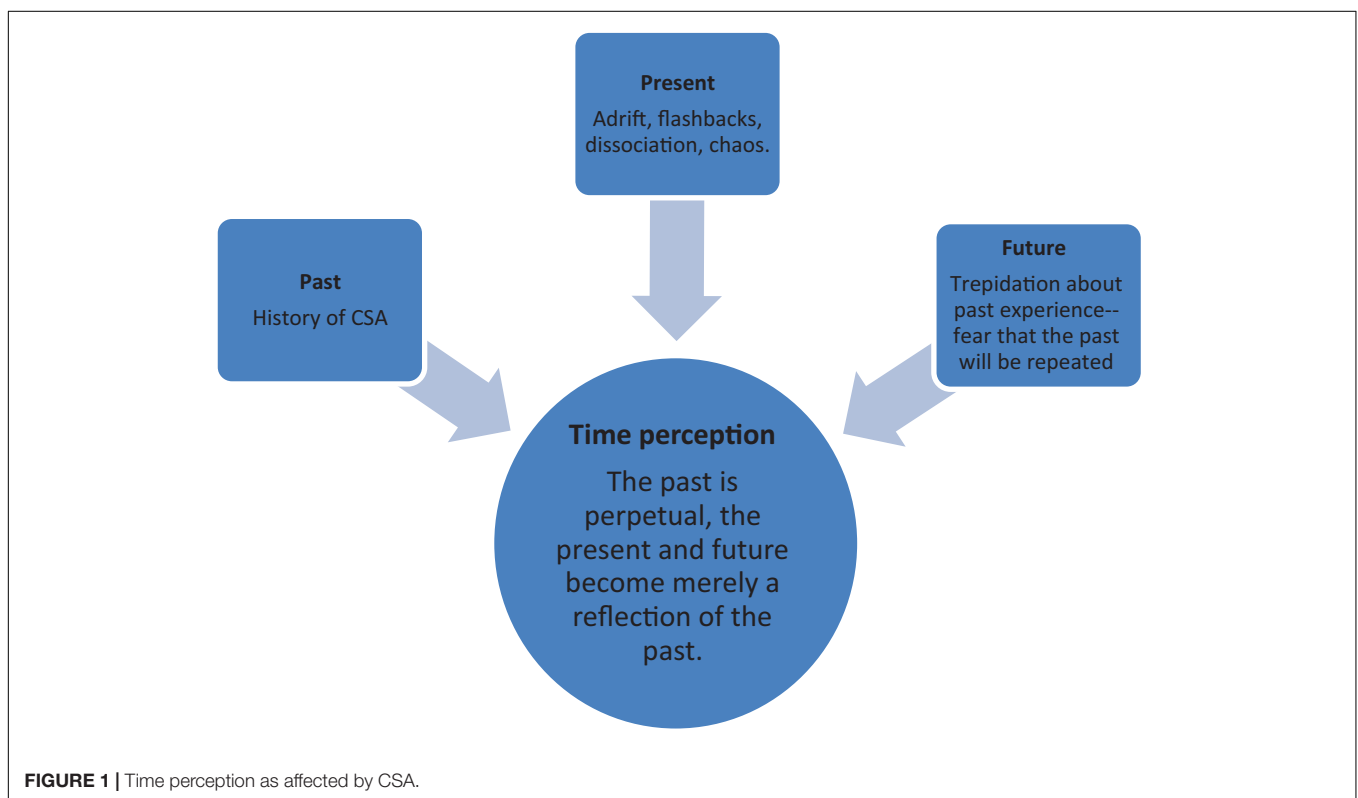 Present
Adrift, flashbacks,
dissociation, chaos.
Past
History of CSA
Future
Trepidation about
past experience--
fear that the past
will be repeated
Time perception
The past is
perpetual, the
present and future
become merely a
reflection of the
past.
FIGURE 1 | Time perception as affected by CSA.